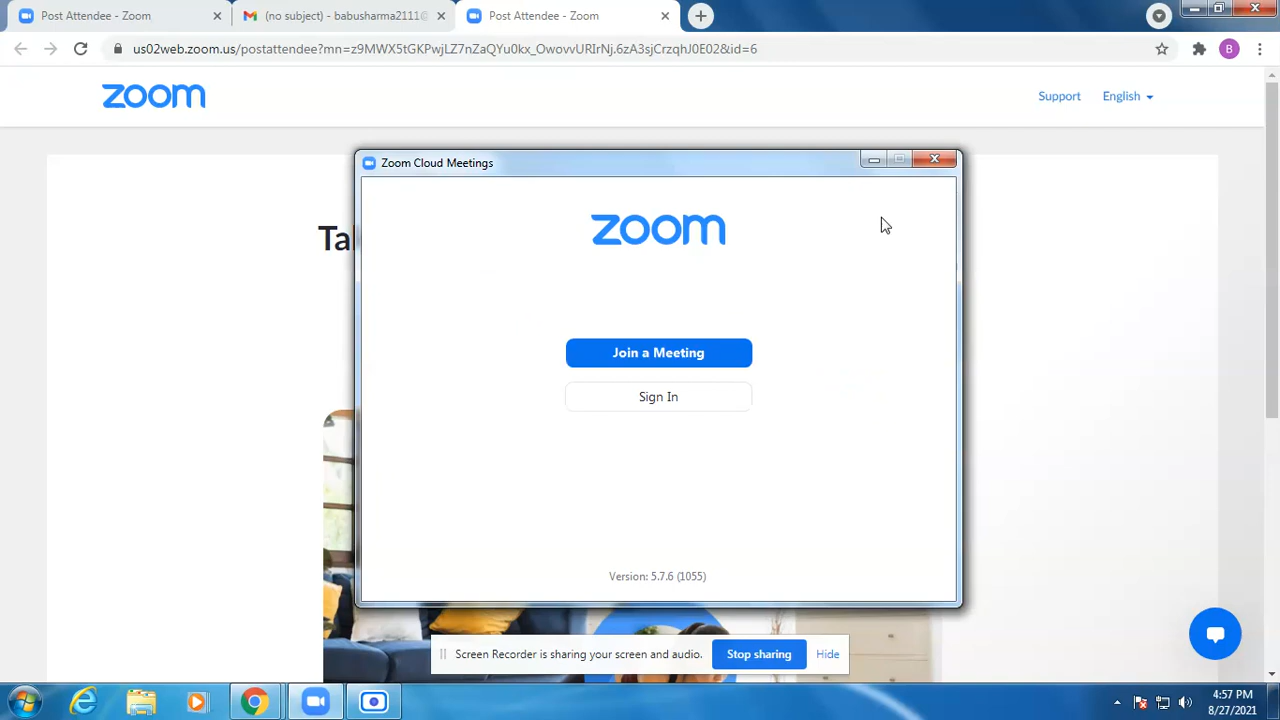 Post Attendee - Zoom
(no subject) - babusharma2111@
Post Attendee - Zoom
us02web.zoom.us/postattendee?mn=z9MWX5tGKPwjLZ7nZaQYu0kx_OwovvURIrNj.6zA3sjCrzqhJ0E02&id=6
B
zoom
Support
English
Zoom Cloud Meetings
zoom
Join a Meeting
Sign In
Version: 5.7.6 (1055)
Screen Recorder is sharing your screen and audio.
Stop sharing
Hide
4:57 PM
8/27/2021